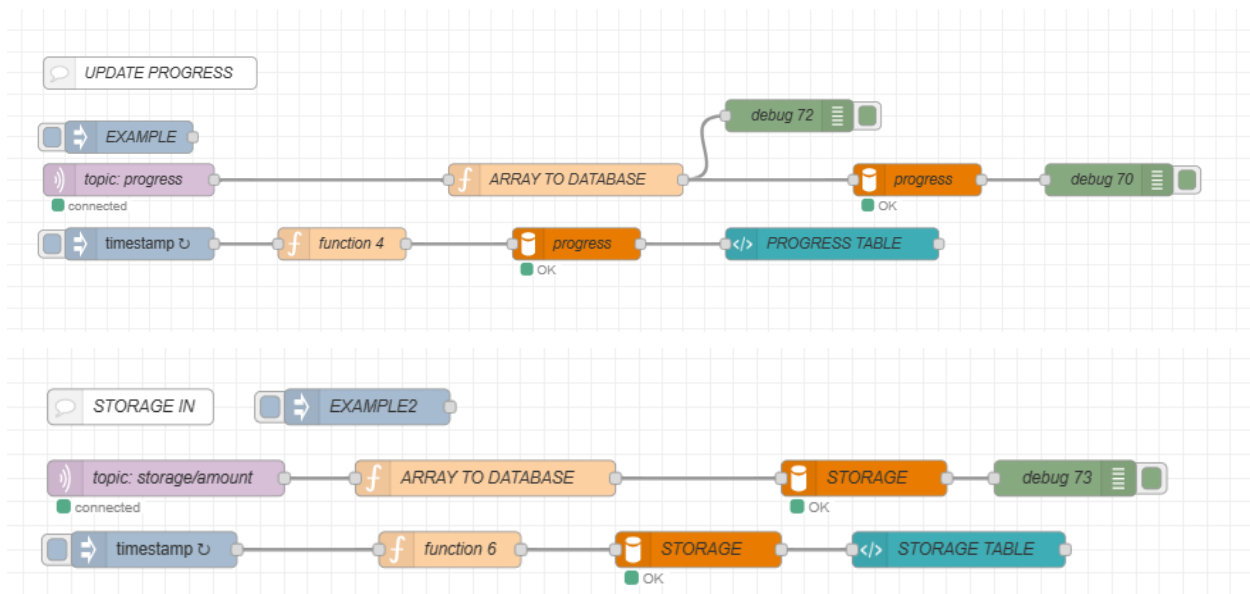 UPDATE PROGRESS
debug 72
EXAMPLE
topic: progress
ARRAY TO DATABASE
progress
debug 70
connected
OK
timestamp ↻
function 4
progress
PROGRESS TABLE
OK
STORAGE IN
EXAMPLE2
topic: storage/amount
ARRAY TO DATABASE
STORAGE
debug 73
connected
OK
timestamp ↻
function 6
STORAGE
STORAGE TABLE
OK